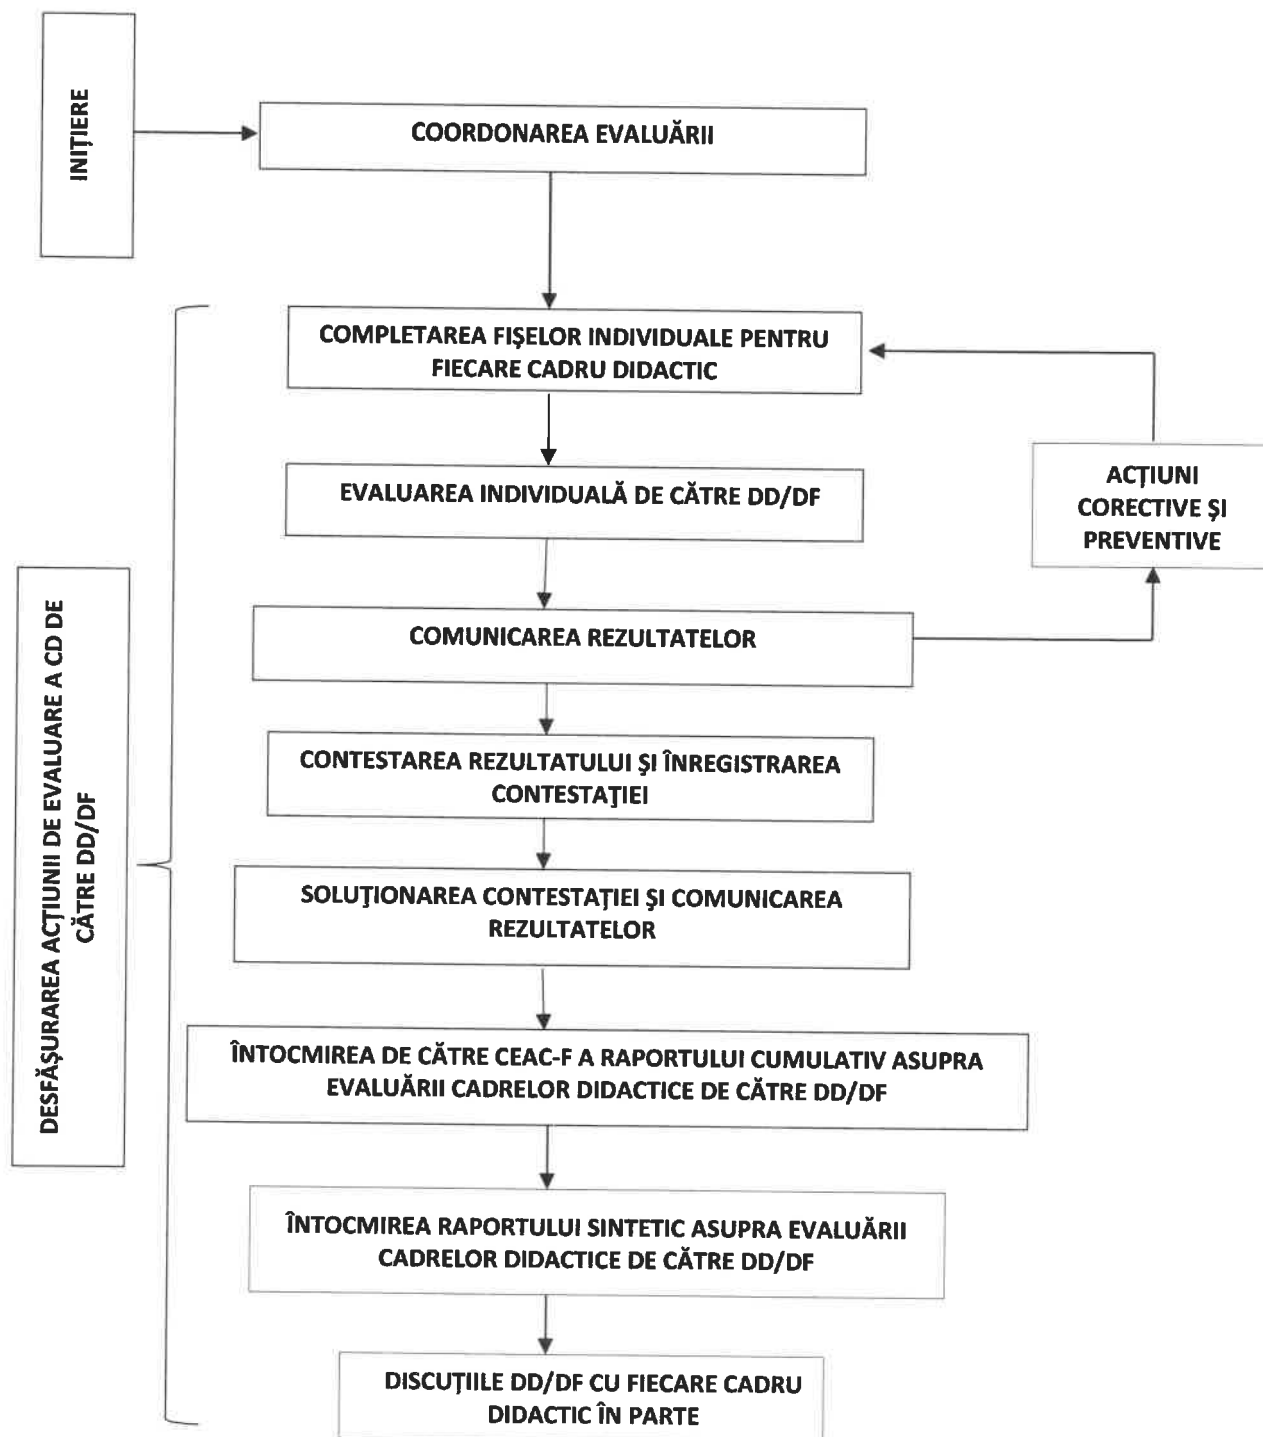 INIȚIERE
COORDONAREA EVALUĂRII
COMPLETAREA FIȘELOR INDIVIDUALE PENTRU
FIECARE CADRU DIDACTIC
EVALUAREA INDIVIDUALĂ DE CĂTRE DD/DF
ACȚIUNI
CORECTIVE ȘI
PREVENTIVE
COMUNICAREA REZULTATELOR
DESFĂȘURAREA ACȚIUNII DE EVALUARE A CD DE
CĂTRE DD/DF
CONTESTAREA REZULTATULUI ȘI ÎNREGISTRAREA
CONTESTAȚIEI
SOLUȚIONAREA CONTESTAȚIEI ȘI COMUNICAREA
REZULTATELOR
ÎNTOCMIREA DE CĂTRE CEAC-F A RAPORTULUI CUMULATIV ASUPRA
EVALUĂRII CADRELOR DIDACTICE DE CĂTRE DD/DF
ÎNTOCMIREA RAPORTULUI SINTETIC ASUPRA EVALUĂRII
CADRELOR DIDACTICE DE CĂTRE DD/DF
DISCUȚIILE DD/DF CU FIECARE CADRU
DIDACTIC ÎN PARTE